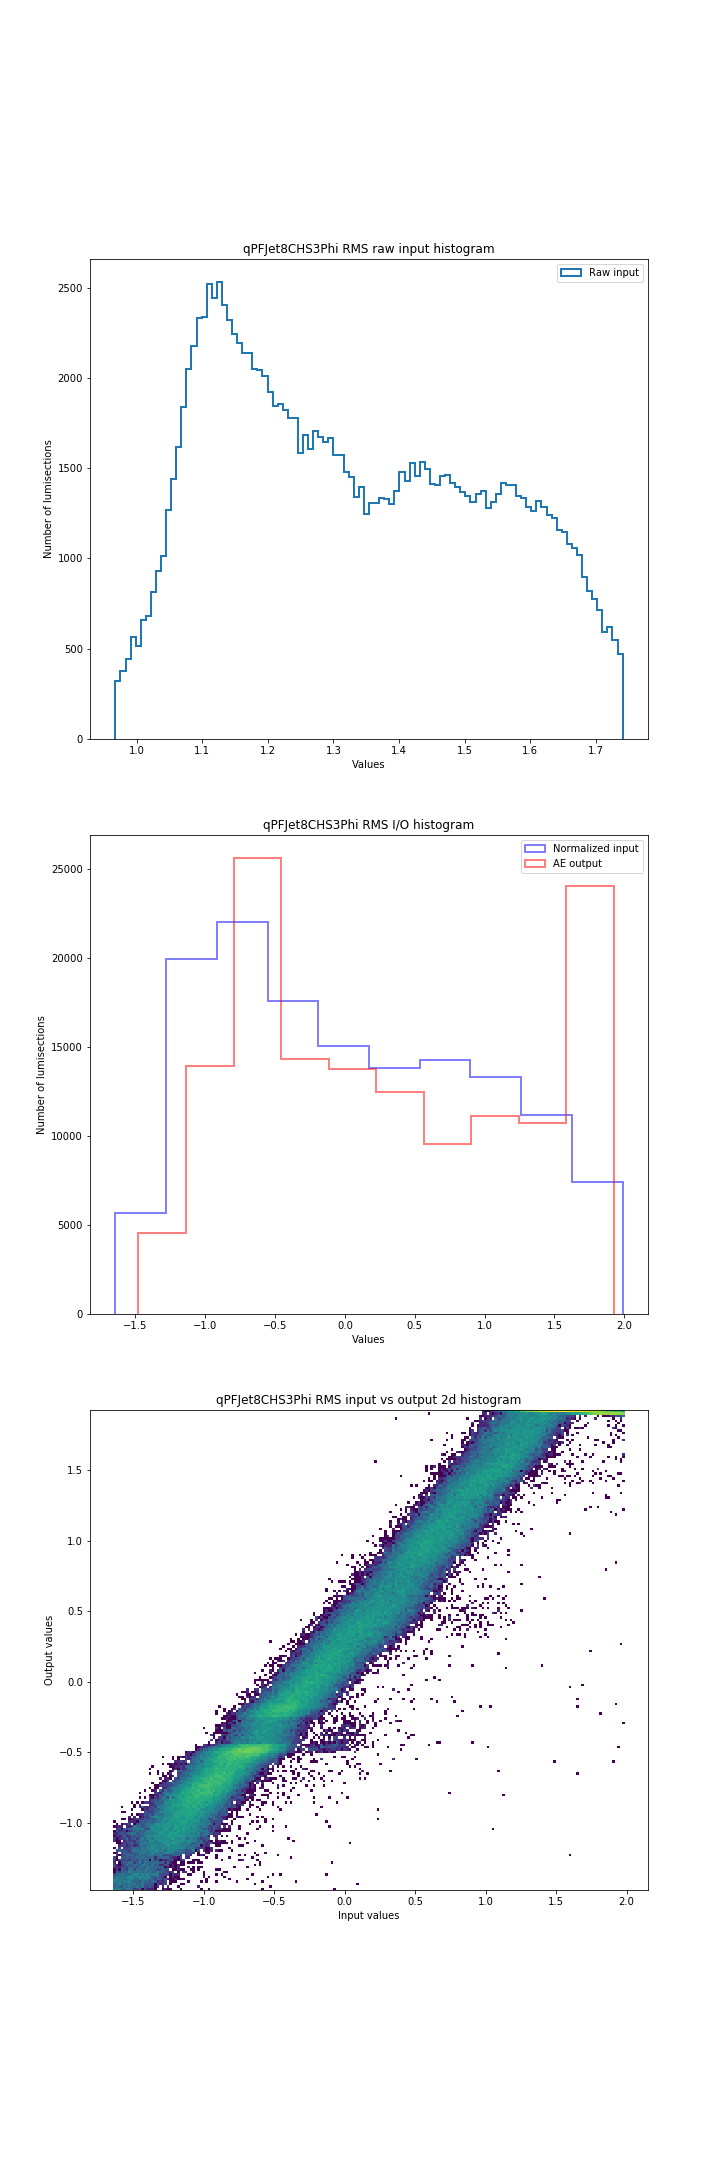 qPFJet8CHS3Phi RMS raw input histogram
Raw input
2500
2000
1500
1000
500
0
Number of lumisections
1.0 1.1 1.2 1.3 1.4 1.5 1.6 1.7
Values
qPFJet8CHS3Phi RMS I/O histogram
Normalized input
AE output
25000
20000
15000
10000
5000
0
Number of lumisections
−1.5 −1.0 −0.5 0.0 0.5 1.0 1.5 2.0
Values
qPFJet8CHS3Phi RMS input vs output 2d histogram
1.5
1.0
0.5
0.0
−0.5
−1.0
Output values
−1.5 −1.0 −0.5 0.0 0.5 1.0 1.5 2.0
Input values